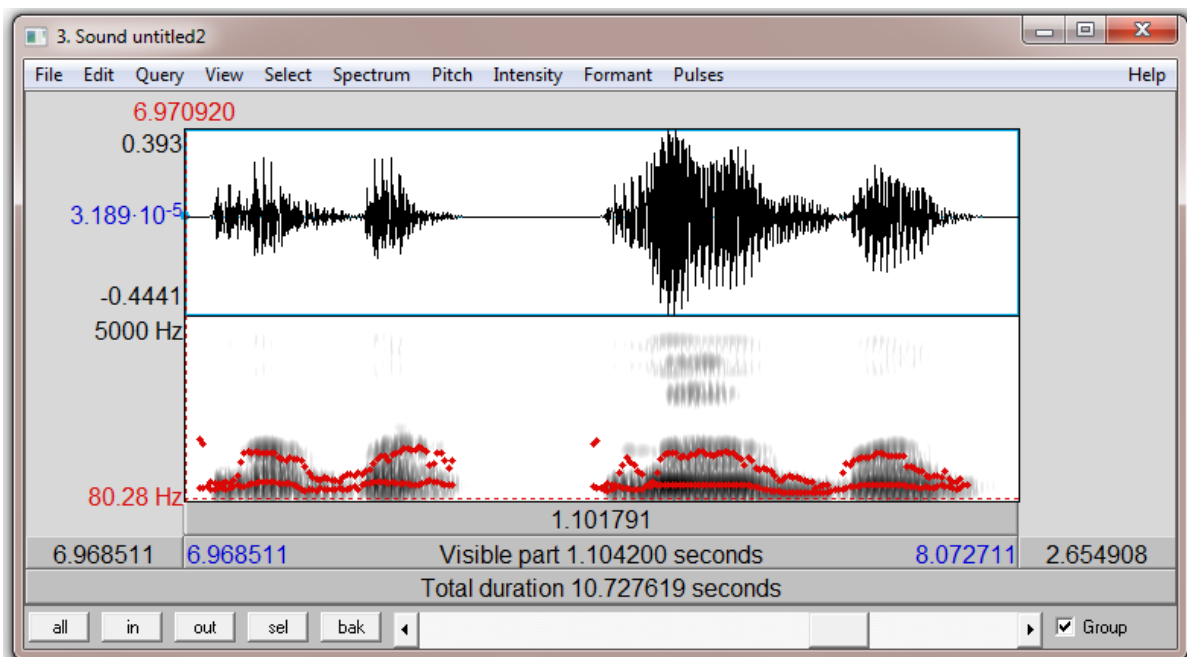 3. Sound untitled2
File Edit Query View Select Spectrum Pitch Intensity Formant Pulses Help
6.970920
0.393
3.189·10-5
-0.4441
5000 Hz
80.28 Hz
1.101791
6.968511 6.968511 Visible part 1.104200 seconds 8.072711 2.654908
Total duration 10.727619 seconds
all in out sel bak Group